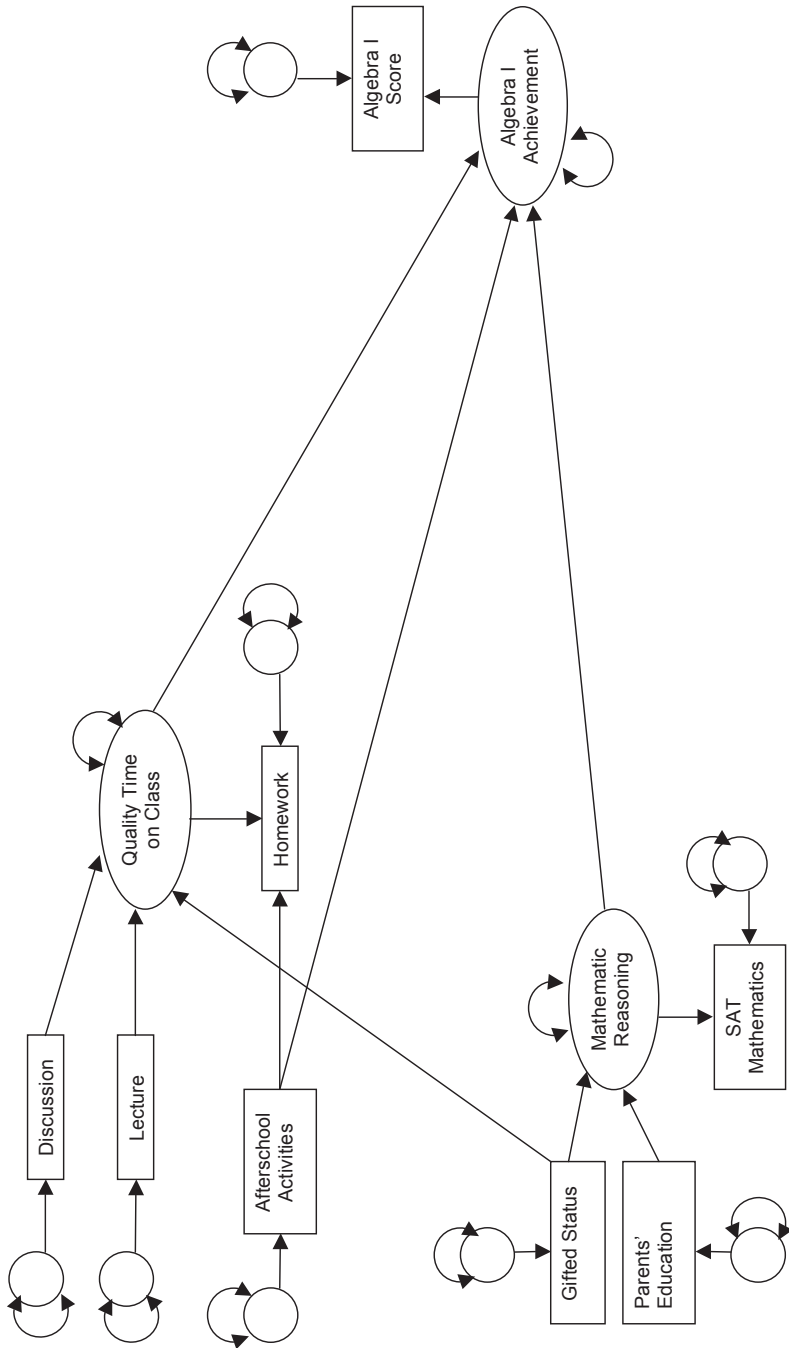 Discussion
Lecture
Quality Time
on Class
Homework
Afterschool
Activities
Algebra I
Score
Algebra I
Achievement
Gifted Status
Parents'
Education
Mathematic
Reasoning
SAT
Mathematics